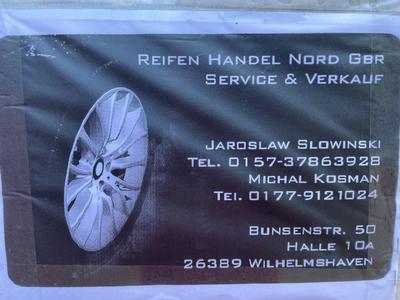 Reifen Handel Nord GbR
Service & Verkauf
Jaroslaw Slowinski
Tel. 0157-37863928
Michal Kosman
Tel. 0177-9121024
Bunsenstr. 50
Halle 10a
26389 Wilhelmshaven